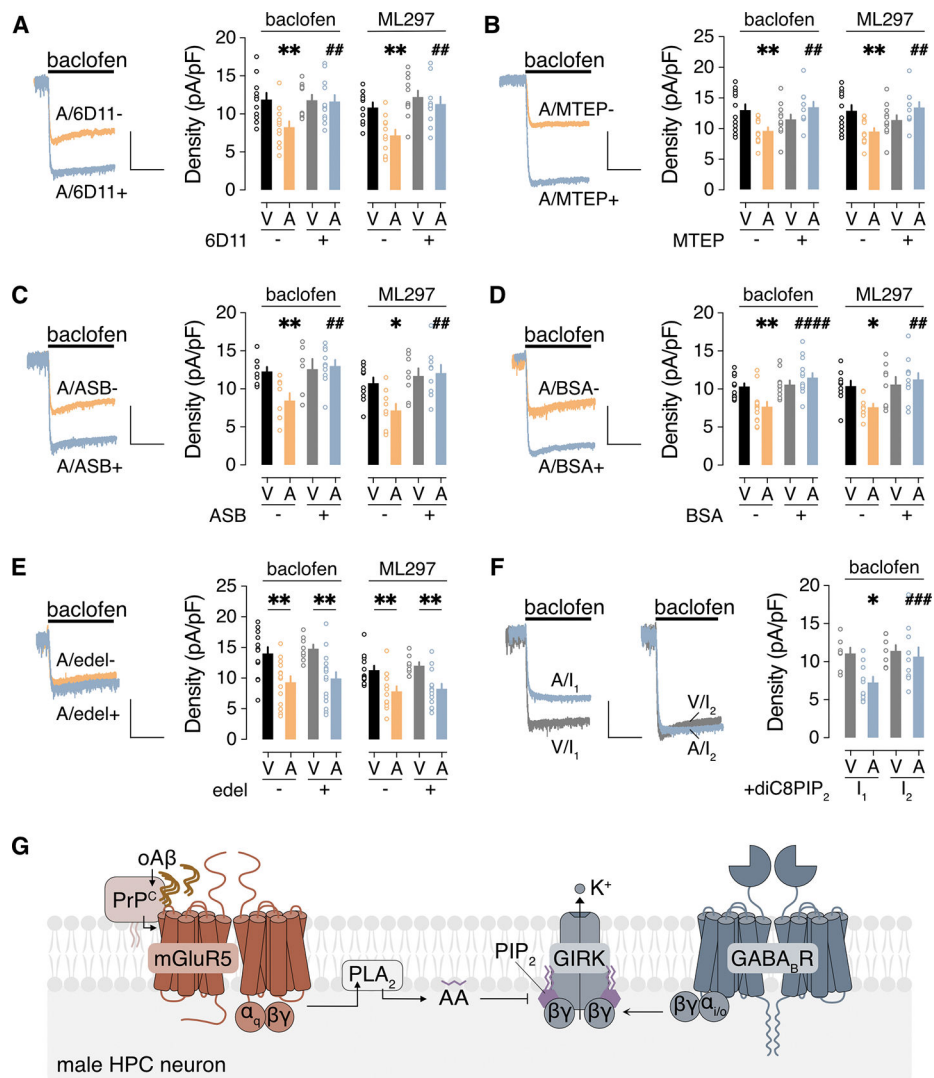 A
baclofen
A/6D11-
A/6D11+
baclofen ML297
Density (pA/pF)
20
15
10
5
0
** ## ** ##
V A V A V A V A
6D11 - + - +
B
baclofen
A/MTEP-
A/MTEP+
baclofen ML297
Density (pA/pF)
25
20
15
10
5
0
** ## ** ##
V A V A V A V A
MTEP - + - +
C
baclofen
A/ASB-
A/ASB+
baclofen ML297
Density (pA/pF)
20
15
10
5
0
** ## * ##
V A V A V A V A
ASB - + - +
D
baclofen
A/BSA-
A/BSA+
baclofen ML297
Density (pA/pF)
20
15
10
5
0
** #### * ##
V A V A V A V A
BSA - + - +
E
baclofen
A/edel-
A/edel+
baclofen ML297
Density (pA/pF)
25
20
15
10
5
0
** ** ** **
V A V A V A V A
edel - + - +
F
baclofen baclofen
A/I₁
V/I₁
V/I₂
A/I₂
baclofen
Density (pA/pF)
20
15
10
5
0
* ###
V A V A
+diC8PIP₂ I₁ I₂
G
oAβ
PrPᶜ
mGluR5
αq βγ
PLA₂
AA
PIP₂
K⁺
GIRK
βγ βγ
GABA_BR
βγ αi/o
male HPC neuron